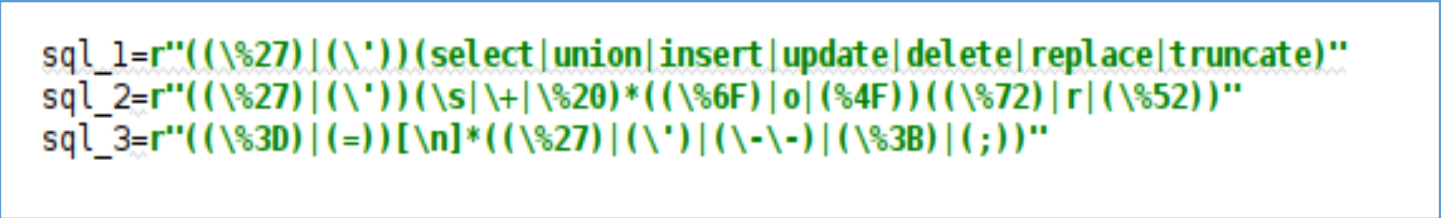 sql_1=r"((\%27)|(\'))(select|union|insert|update|delete|replace|truncate)"
sql_2=r"((\%27)|(\'))(\s|\+|\%20)*((\%6F)|o|(%4F))((\%72)|r|(\%52))"
sql_3=r"((\%3D)|(=))[\n]*((\%27)|(\')|(\-\-)|(\%3B)|(;))"